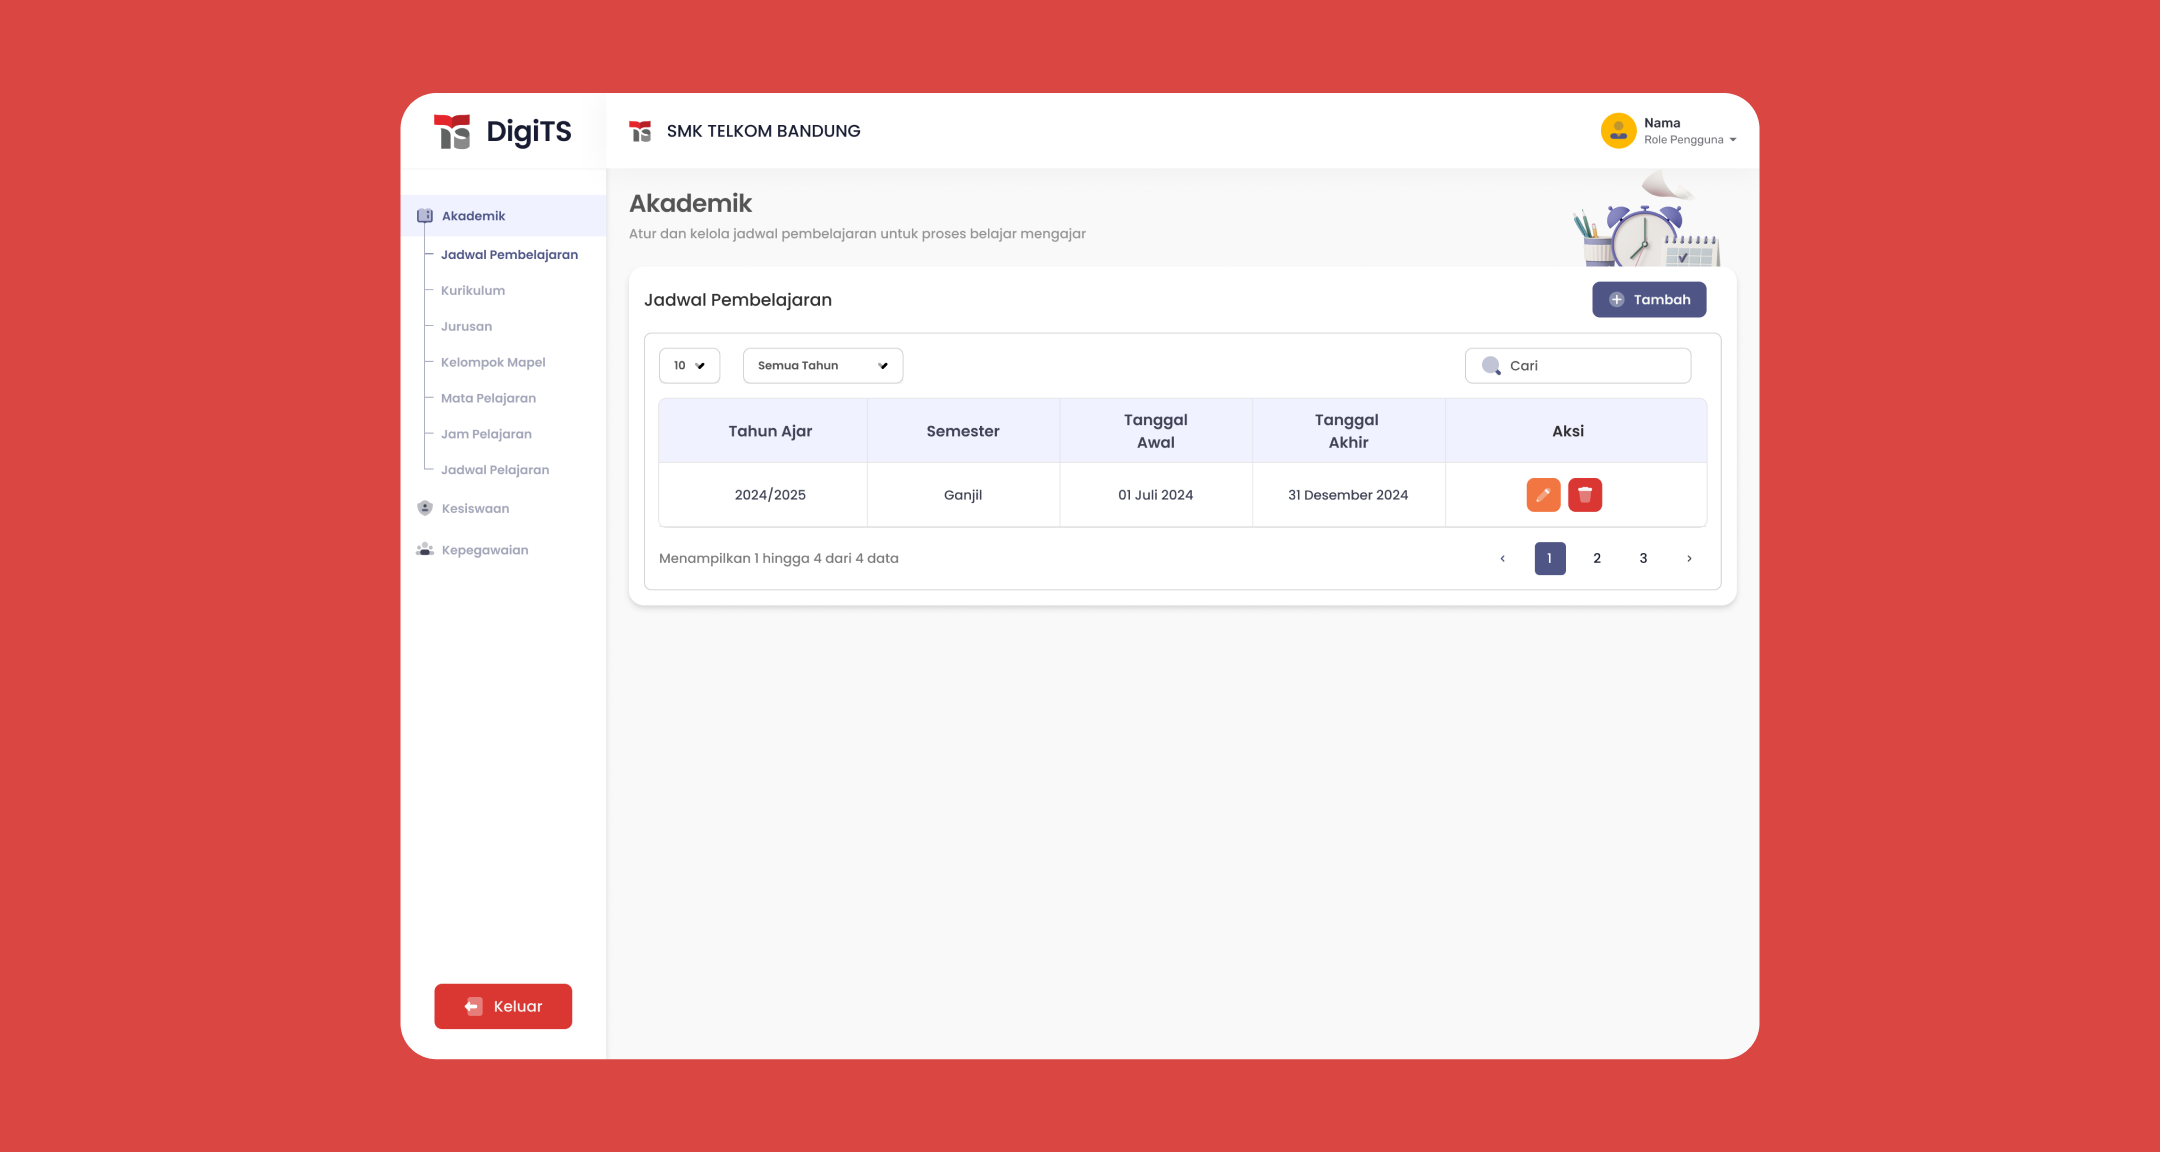 DigiTS
SMK TELKOM BANDUNG
Nama
Role Pengguna
Akademik
Jadwal Pembelajaran
Kurikulum
Jurusan
Kelompok Mapel
Mata Pelajaran
Jam Pelajaran
Jadwal Pelajaran
Kesiswaan
Kepegawaian
Keluar
Akademik
Atur dan kelola jadwal pembelajaran untuk proses belajar mengajar
Jadwal Pembelajaran
Tambah
10
Semua Tahun
Cari
Tahun Ajar
Semester
Tanggal
Awal
Tanggal
Akhir
Aksi
2024/2025
Ganjil
01 Juli 2024
31 Desember 2024
Menampilkan 1 hingga 4 dari 4 data
‹ 1 2 3 ›